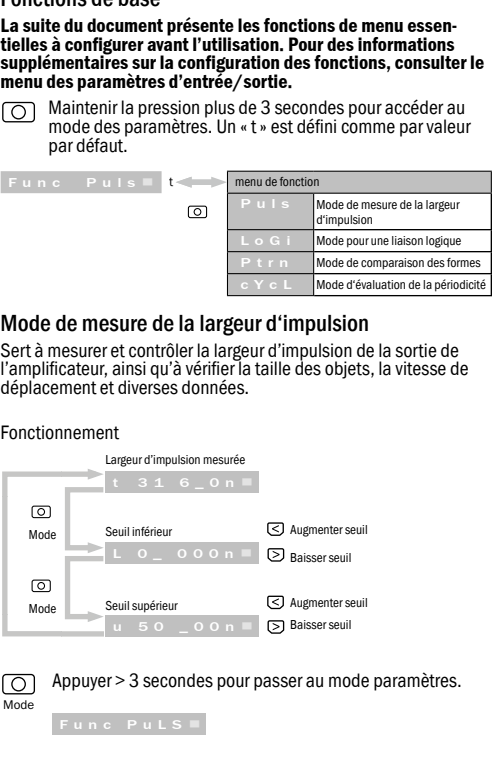 Fonctions de base
La suite du document présente les fonctions de menu essen-
tielles à configurer avant l'utilisation. Pour des informations
supplémentaires sur la configuration des fonctions, consulter le
menu des paramètres d'entrée/sortie.
Maintenir la pression plus de 3 secondes pour accéder au
mode des paramètres. Un « t » est défini comme par valeur
par défaut.
Func Puls t menu de fonction
Puls Mode de mesure de la largeur
d'impulsion
LoGi Mode pour une liaison logique
Ptrn Mode de comparaison des formes
cYcL Mode d'évaluation de la périodicité
Mode de mesure de la largeur d'impulsion
Sert à mesurer et contrôler la largeur d'impulsion de la sortie de
l'amplificateur, ainsi qu'à vérifier la taille des objets, la vitesse de
déplacement et diverses données.
Fonctionnement
Largeur d'impulsion mesurée
t 31 6_0n
Mode
Seuil inférieur
< Augmenter seuil
L 0_ 000n
> Baisser seuil
Mode
Seuil supérieur
< Augmenter seuil
u 50 _00n
> Baisser seuil
Appuyer > 3 secondes pour passer au mode paramètres.
Mode
Func PuLS